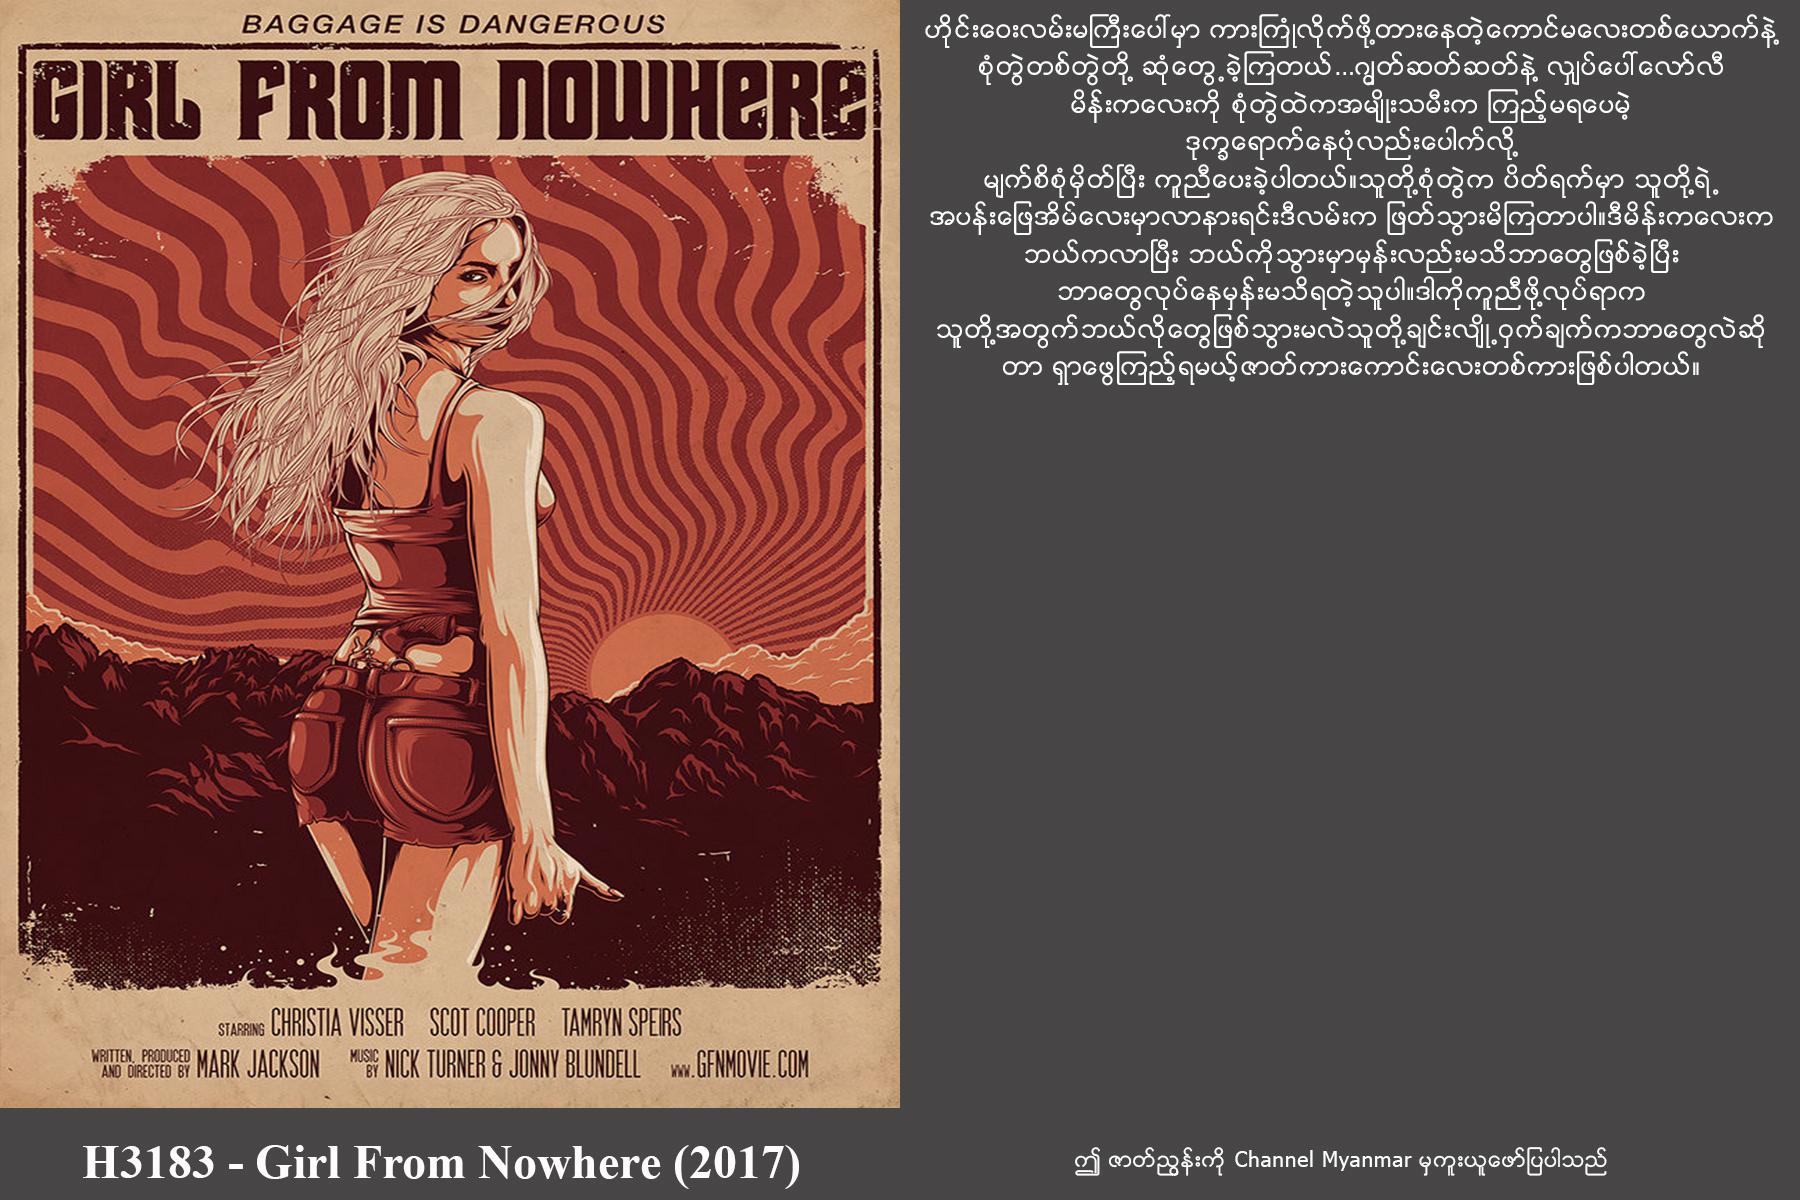 BAGGAGE IS DANGEROUS
GIRL FROM NOWHERE
STARRING CHRISTIA VISSER SCOT COOPER TAMRYN SPEIRS
WRITTEN, PRODUCED AND DIRECTED BY MARK JACKSON MUSIC BY NICK TURNER & JONNY BLUNDELL WWW.GFNMOVIE.COM
H3183 - Girl From Nowhere (2017)
ဟိုင်းဝေးလမ်းမကြီးပေါ်မှာ ကားကြုံလိုက်ဖို့တားနေတဲ့ကောင်မလေးတစ်ယောက်နဲ့
စုံတွဲတစ်တွဲတို့ ဆုံတွေ့ခဲ့ကြတယ်...ဂျွတ်ဆတ်ဆတ်နဲ့ လျှပ်ပေါ်လော်လီ
မိန်းကလေးကို စုံတွဲထဲကအမျိုးသမီးက ကြည့်မရပေမဲ့
ဒုက္ခရောက်နေပုံလည်းပေါက်လို့
မျက်စိစုံမှိတ်ပြီး ကူညီပေးခဲ့ပါတယ်။သူတို့စုံတွဲက ပိတ်ရက်မှာ သူတို့ရဲ့
အပန်းဖြေအိမ်လေးမှာလာနားရင်းဒီလမ်းက ဖြတ်သွားမိကြတာပါ။ဒီမိန်းကလေးက
ဘယ်ကလာပြီး ဘယ်ကိုသွားမှာမှန်းလည်းမသိဘာတွေဖြစ်ခဲ့ပြီး
ဘာတွေလုပ်နေမှန်းမသိရတဲ့သူပါ။ဒါကိုကူညီဖို့လုပ်ရာက
သူတို့အတွက်ဘယ်လိုတွေဖြစ်သွားမလဲသူတို့ချင်းလျို့ဝှက်ချက်ကဘာတွေလဲဆို
တာ ရှာဖွေကြည့်ရမယ့်ဇာတ်ကားကောင်းလေးတစ်ကားဖြစ်ပါတယ်။
ဤ ဇာတ်ညွှန်းကို Channel Myanmar မှကူးယူဖော်ပြပါသည်